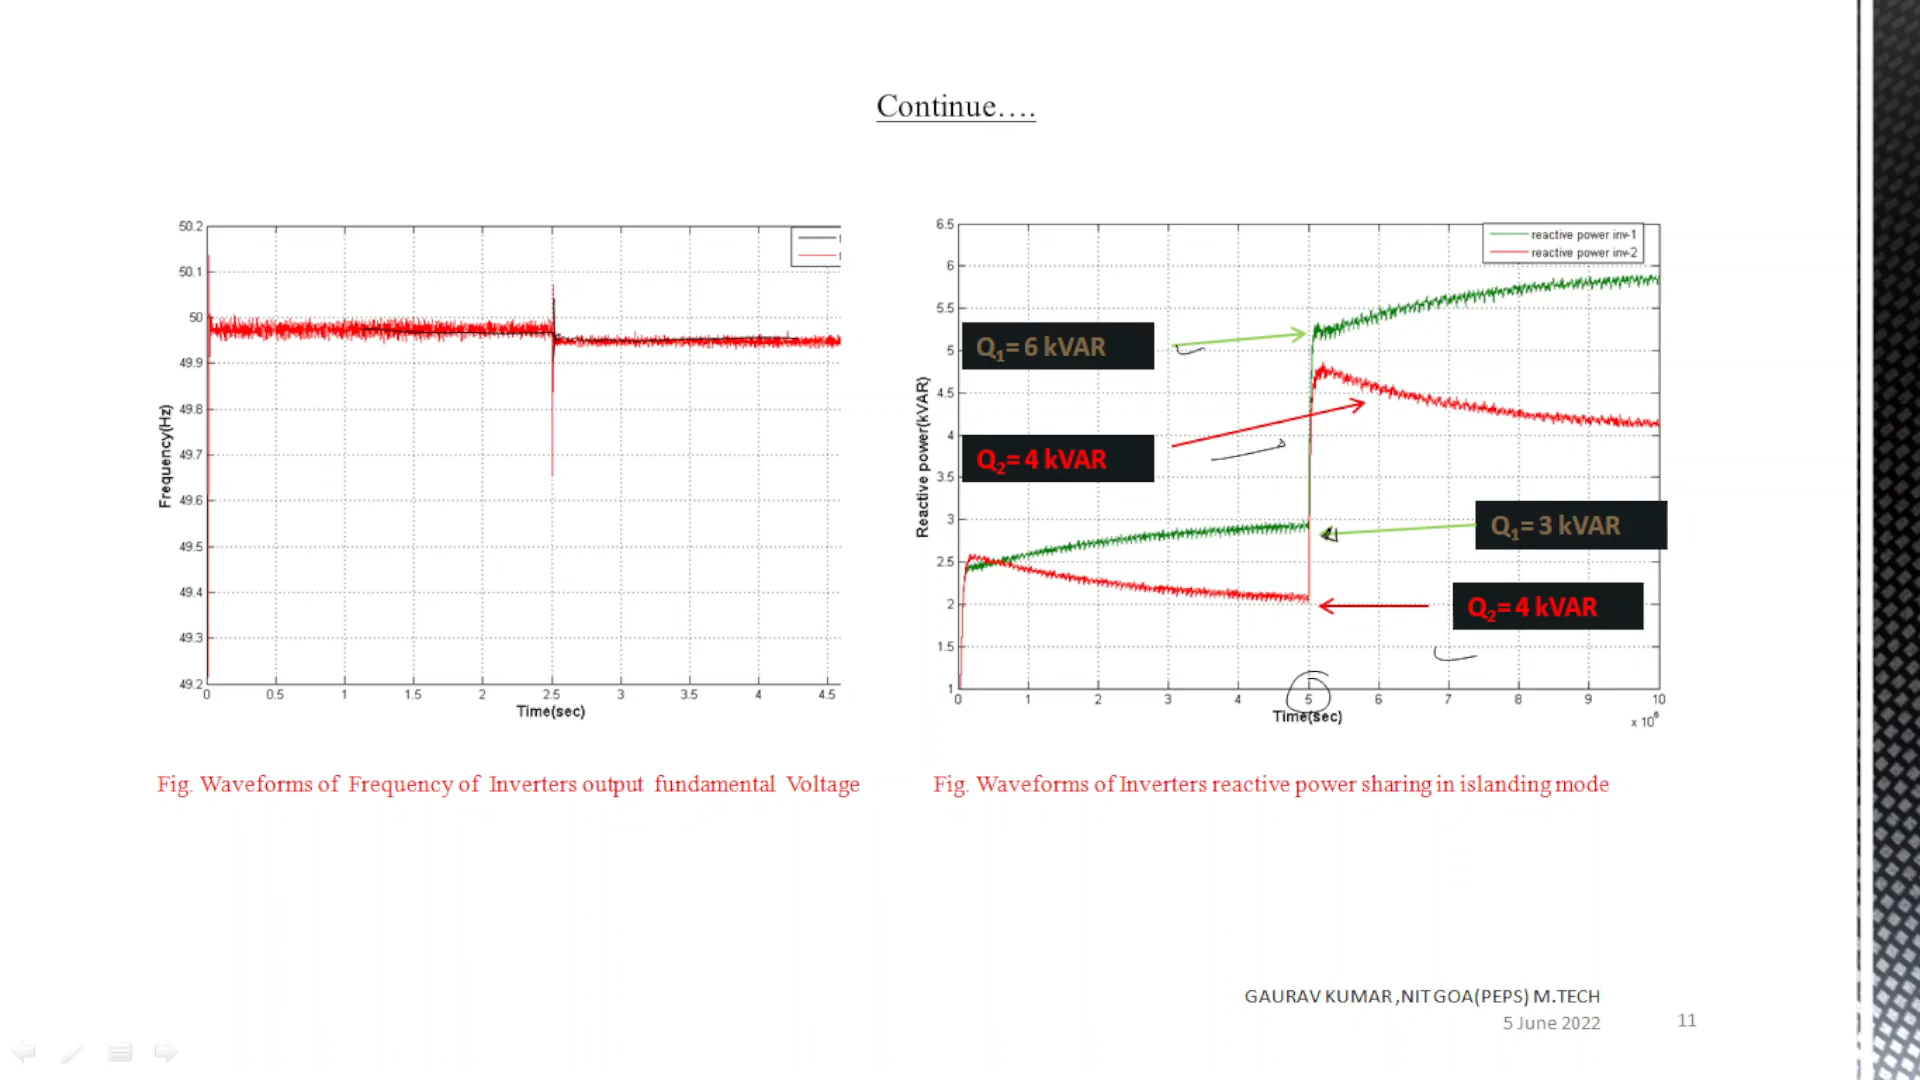 Continue....
50.2
50.1
50
49.9
49.8
49.7
49.6
49.5
49.4
49.3
49.2
Frequency(Hz)
0 0.5 1 1.5 2 2.5 3 3.5 4 4.5
Time(sec)
Fig. Waveforms of Frequency of Inverters output fundamental Voltage
6.5
6
5.5
5
4.5
4
3.5
3
2.5
2
1.5
1
Reactive power(kVAR)
reactive power inv-1
reactive power inv-2
Q1= 6 kVAR
Q2= 4 kVAR
Q1= 3 kVAR
Q2= 4 kVAR
0 1 2 3 4 5 6 7 8 9 10
Time(sec)
x 10^6
Fig. Waveforms of Inverters reactive power sharing in islanding mode
GAURAV KUMAR ,NIT GOA(PEPS) M.TECH
5 June 2022
11